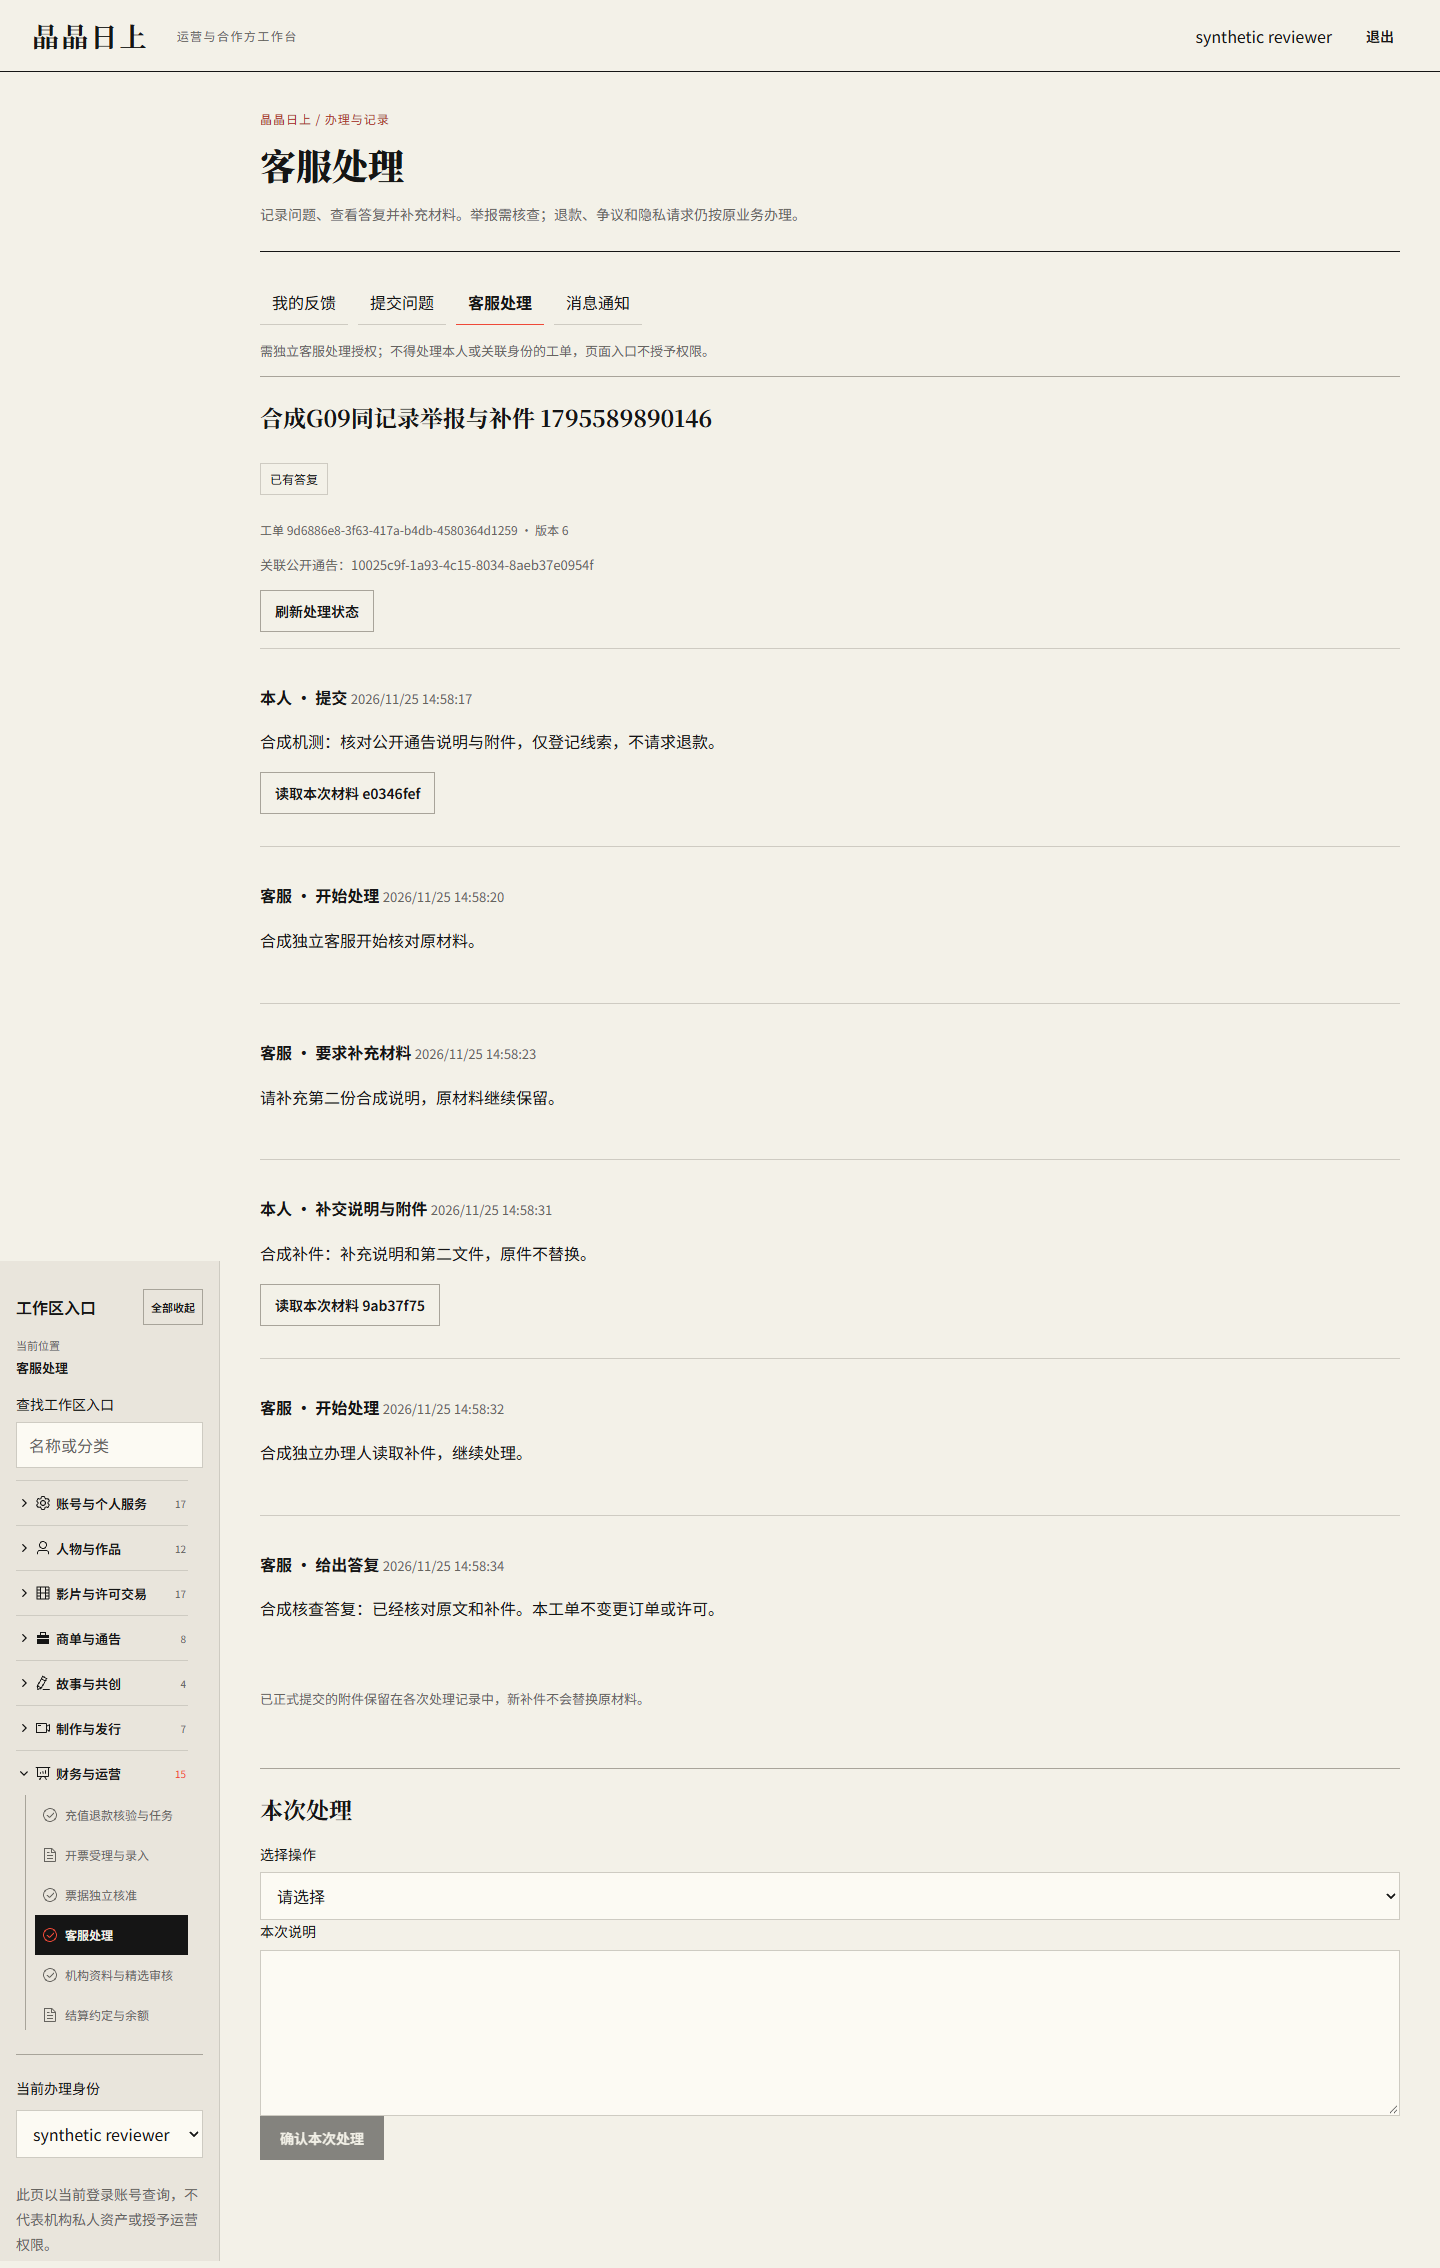 晶晶日上
运营与合作方工作台
synthetic reviewer
退出
晶晶日上 / 办理与记录
客服处理
记录问题、查看答复并补充材料。举报需核查；退款、争议和隐私请求仍按原业务办理。
我的反馈
提交问题
客服处理
消息通知
需独立客服处理授权；不得处理本人或关联身份的工单，页面入口不授予权限。
合成G09同记录举报与补件 1795589890146
已有答复
工单 9d6886e8-3f63-417a-b4db-4580364d1259 · 版本 6
关联公开通告：10025c9f-1a93-4c15-8034-8aeb37e0954f
刷新处理状态
本人 · 提交 2026/11/25 14:58:17
合成机测：核对公开通告说明与附件，仅登记线索，不请求退款。
读取本次材料 e0346fef
客服 · 开始处理 2026/11/25 14:58:20
合成独立客服开始核对原材料。
客服 · 要求补充材料 2026/11/25 14:58:23
请补充第二份合成说明，原材料继续保留。
本人 · 补交说明与附件 2026/11/25 14:58:31
合成补件：补充说明和第二文件，原件不替换。
读取本次材料 9ab37f75
客服 · 开始处理 2026/11/25 14:58:32
合成独立办理人读取补件，继续处理。
客服 · 给出答复 2026/11/25 14:58:34
合成核查答复：已经核对原文和补件。本工单不变更订单或许可。
已正式提交的附件保留在各次处理记录中，新补件不会替换原材料。
本次处理
选择操作
请选择
本次说明
确认本次处理
工作区入口
全部收起
当前位置
客服处理
查找工作区入口
名称或分类
账号与个人服务 17
人物与作品 12
影片与许可交易 17
商单与通告 8
故事与共创 4
制作与发行 7
财务与运营 15
充值退款核验与任务
开票受理与录入
票据独立核准
客服处理
机构资料与精选审核
结算约定与余额
当前办理身份
synthetic reviewer
此页以当前登录账号查询，不
代表机构私人资产或授予运营
权限。